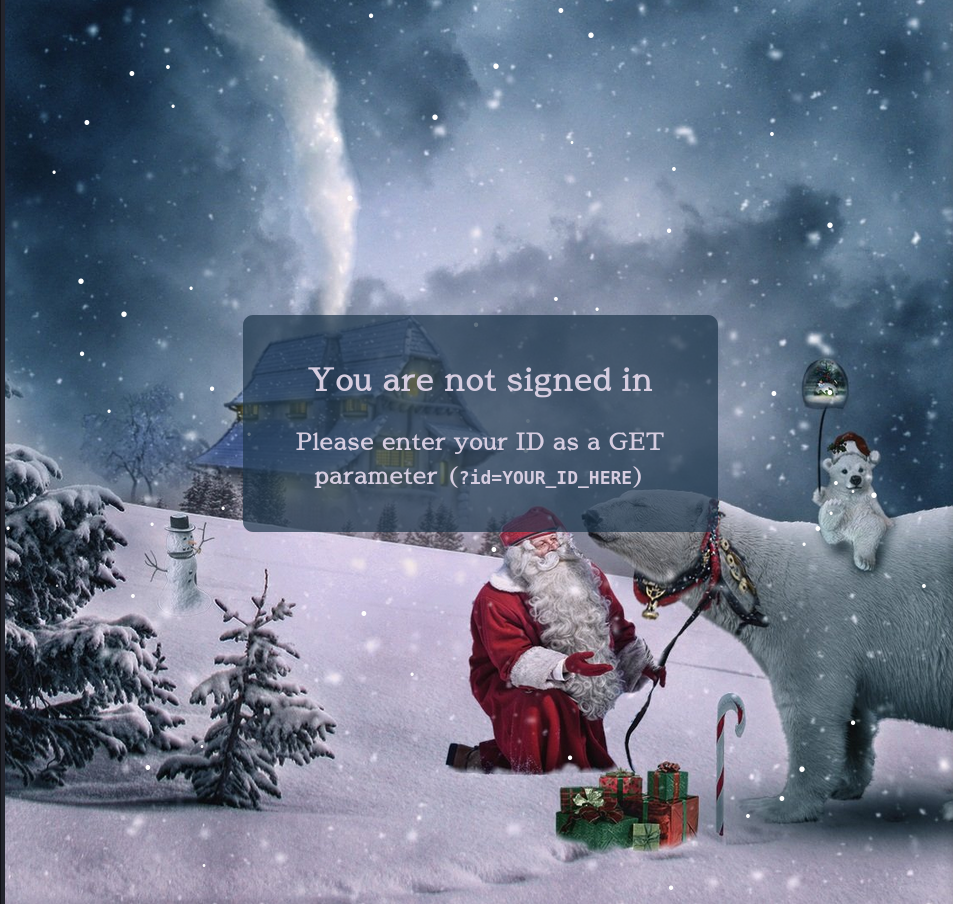 You are not signed in
Please enter your ID as a GET
parameter (?id=YOUR_ID_HERE)